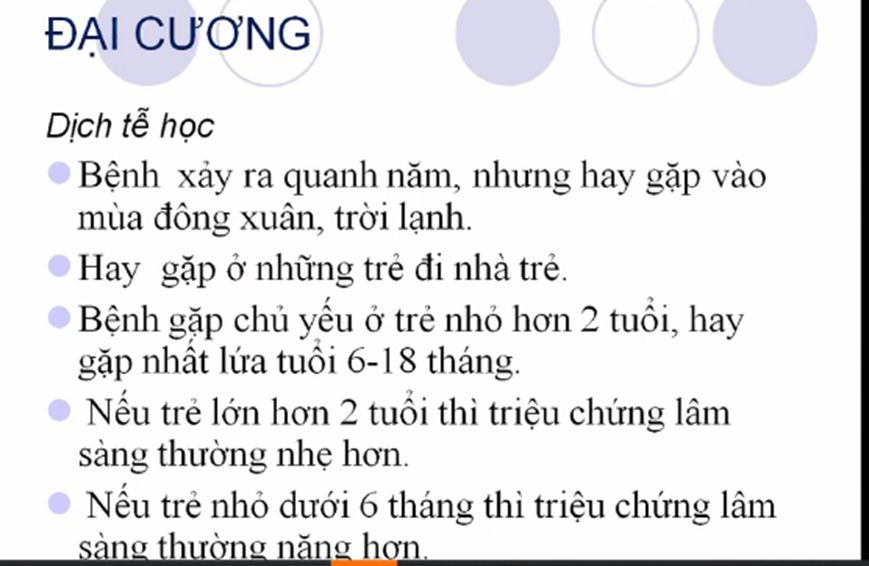 ĐẠI CƯƠNG
Dịch tễ học
Bệnh xảy ra quanh năm, nhưng hay gặp vào
mùa đông xuân, trời lạnh.
Hay gặp ở những trẻ đi nhà trẻ.
Bệnh gặp chủ yếu ở trẻ nhỏ hơn 2 tuổi, hay
gặp nhất lứa tuổi 6-18 tháng.
Nếu trẻ lớn hơn 2 tuổi thì triệu chứng lâm
sàng thường nhẹ hơn.
Nếu trẻ nhỏ dưới 6 tháng thì triệu chứng lâm
sàng thường nặng hơn.